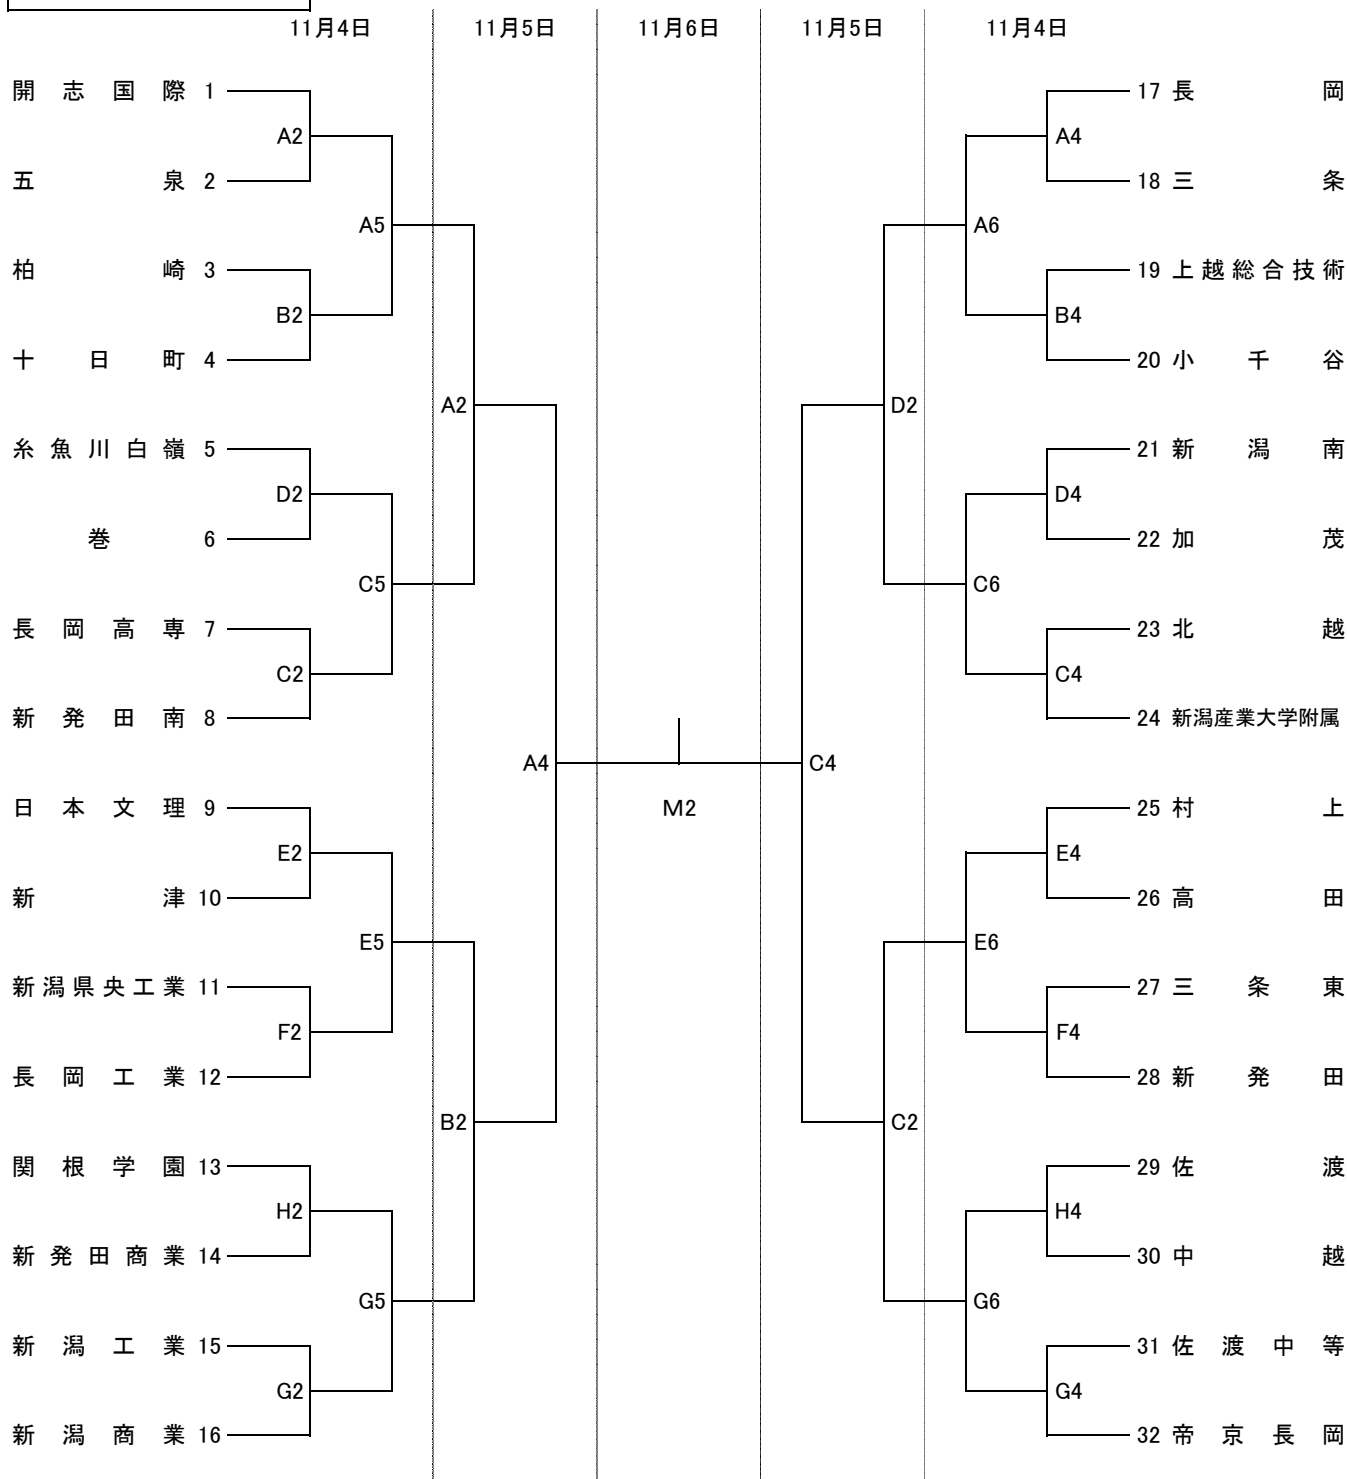 11月4日 11月5日 11月6日 11月5日 11月4日
開志国際 1 17 長岡
A2 A4
五泉 2 18 三条
A5 A6
柏崎 3 19 上越総合技術
B2 B4
十日町 4 20 小千谷
A2 D2
糸魚川白嶺 5 21 新潟南
D2 D4
巻 6 22 加茂
C5 C6
長岡高専 7 23 北越
C2 C4
新発田南 8 24 新潟産業大学附属
A4 C4
日本文理 9 M2 25 村上
E2 E4
新津 10 26 高田
E5 E6
新潟県央工業 11 27 三条東
F2 F4
長岡工業 12 28 新発田
B2 C2
関根学園 13 29 佐渡
H2 H4
新発田商業 14 30 中越
G5 G6
新潟工業 15 31 佐渡中等
G2 G4
新潟商業 16 32 帝京長岡